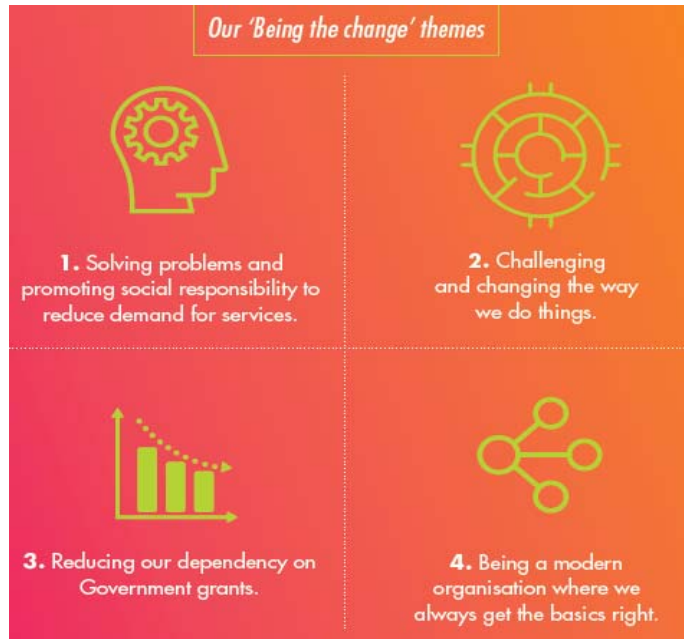 Our ‘Being the change’ themes
1. Solving problems and
promoting social responsibility to
reduce demand for services.
2. Challenging
and changing the way
we do things.
3. Reducing our dependency on
Government grants.
4. Being a modern
organisation where we
always get the basics right.